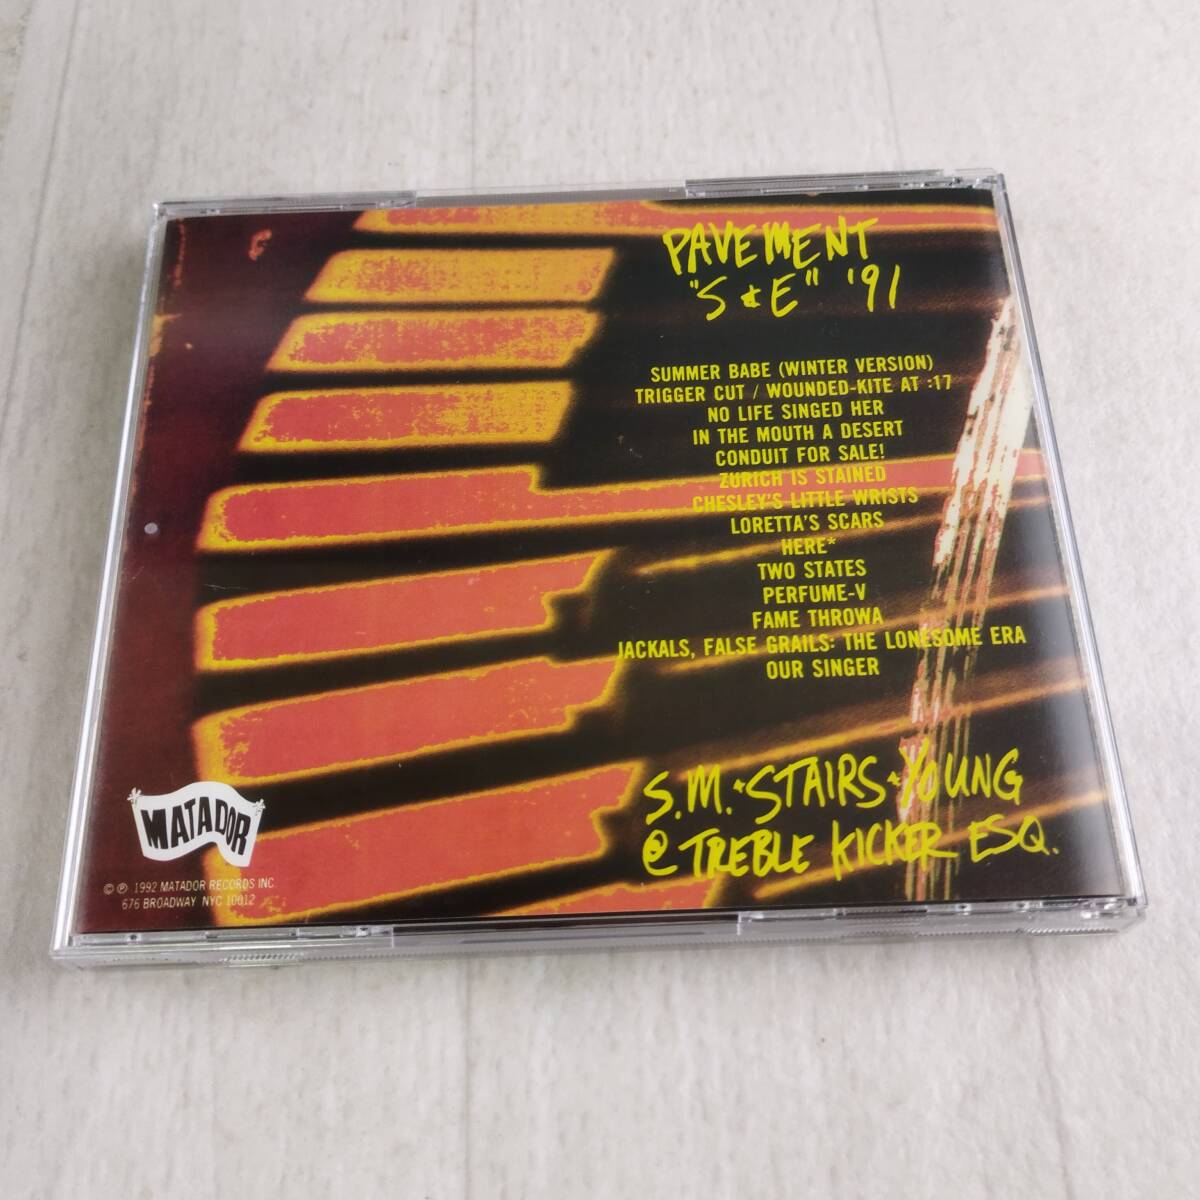 PAVEMENT
"S & E" '91
SUMMER BABE (WINTER VERSION)
TRIGGER CUT / WOUNDED-KITE AT :17
NO LIFE SINGED HER
IN THE MOUTH A DESERT
CONDUIT FOR SALE!
ZURICH IS STAINED
CHESLEY'S LITTLE WRISTS
LORETTA'S SCARS
HERE*
TWO STATES
PERFUME-V
FAME THROWA
JACKALS, FALSE GRAILS: THE LONESOME ERA
OUR SINGER
S.M. + STAIRS + YOUNG
@ TREBLE KICKER ESQ.
MATADOR
© ℗ 1992 MATADOR RECORDS INC.
676 BROADWAY NYC 10012